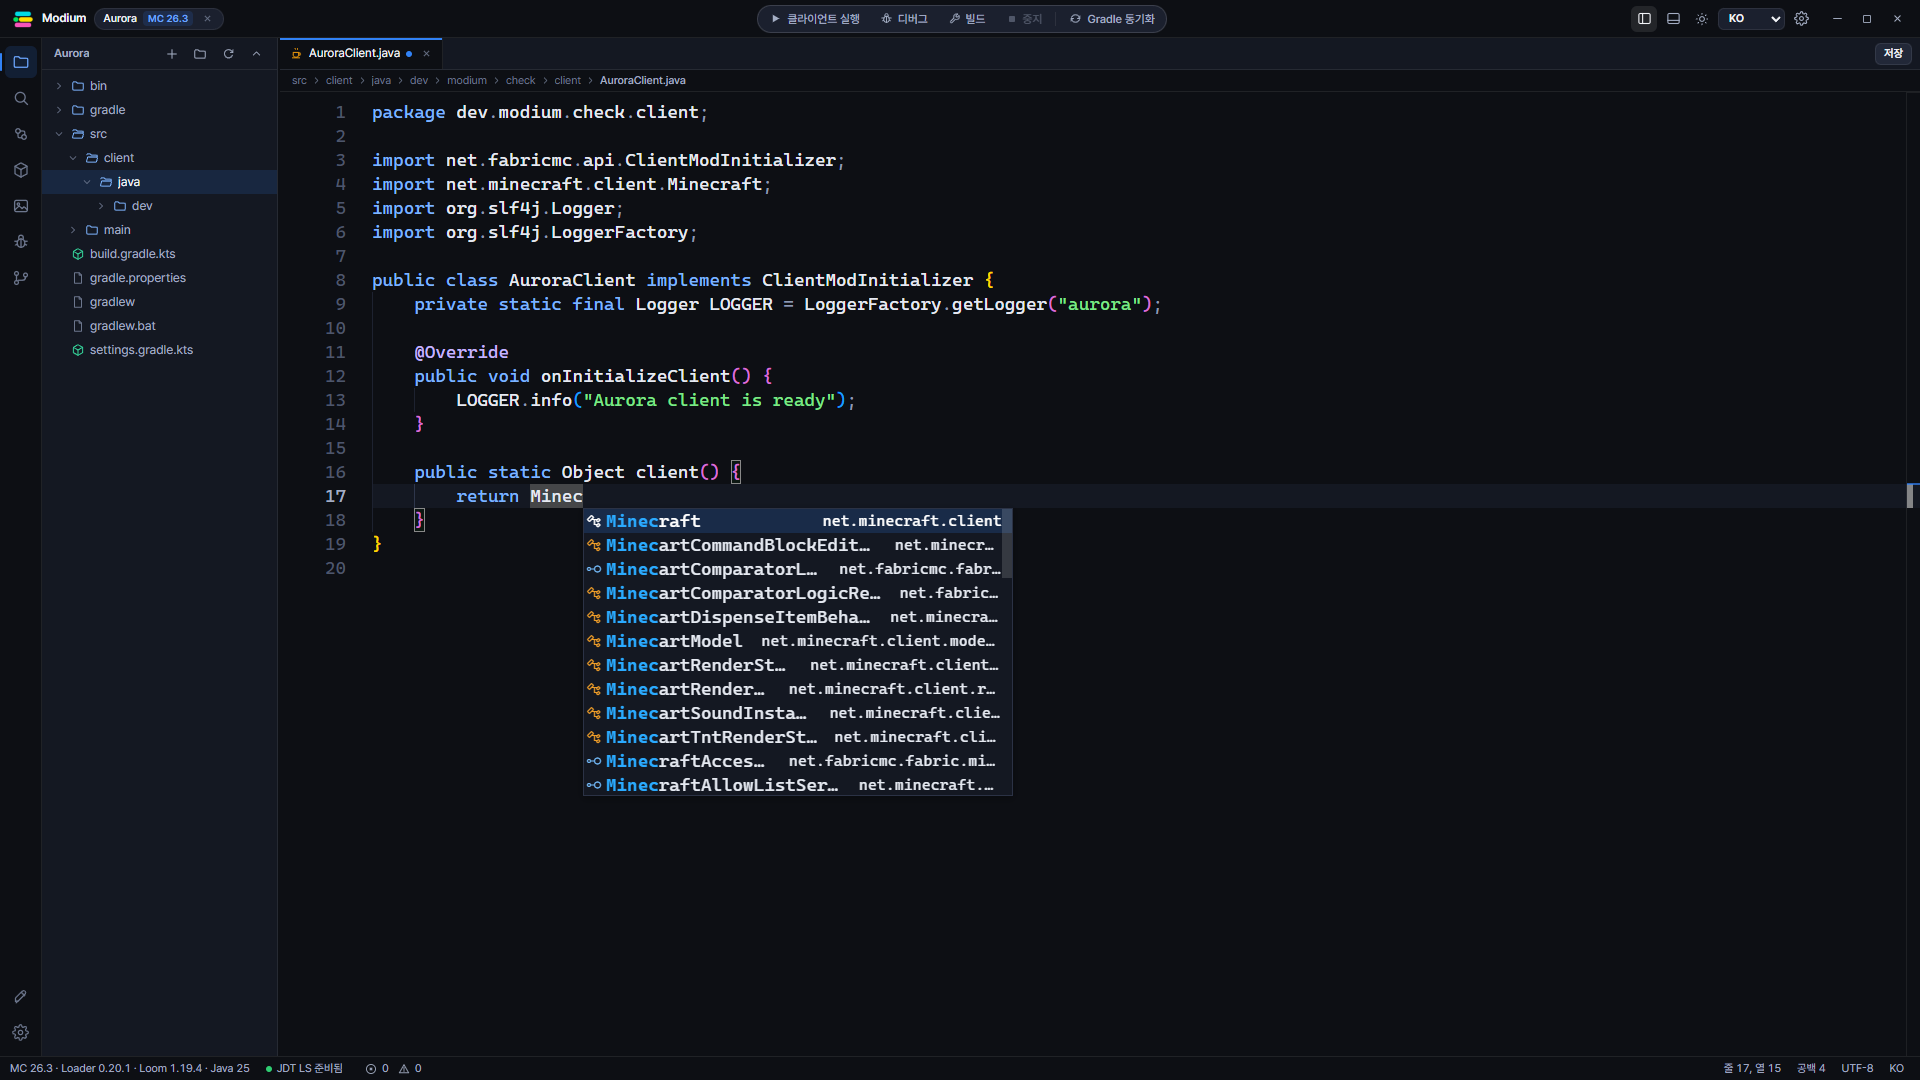 Modium Aurora MC 26.3
클라이언트 실행 디버그 빌드 중지 Gradle 동기화
KO
Aurora
AuroraClient.java
저장
src client java dev modium check client AuroraClient.java
bin
gradle
src
client
java
dev
main
build.gradle.kts
gradle.properties
gradlew
gradlew.bat
settings.gradle.kts
1 package dev.modium.check.client;
2
3 import net.fabricmc.api.ClientModInitializer;
4 import net.minecraft.client.Minecraft;
5 import org.slf4j.Logger;
6 import org.slf4j.LoggerFactory;
7
8 public class AuroraClient implements ClientModInitializer {
9 private static final Logger LOGGER = LoggerFactory.getLogger("aurora");
10
11 @Override
12 public void onInitializeClient() {
13 LOGGER.info("Aurora client is ready");
14 }
15
16 public static Object client() {
17 return Minec
18 }
19 }
20
Minecraft net.minecraft.client
MinecartCommandBlockEdit… net.minecr…
MinecartComparatorL… net.fabricmc.fabr…
MinecartComparatorLogicRe… net.fabric…
MinecartDispenseItemBeha… net.minecra…
MinecartModel net.minecraft.client.mode…
MinecartRenderSt… net.minecraft.client…
MinecartRender… net.minecraft.client.r…
MinecartSoundInsta… net.minecraft.clie…
MinecartTntRenderSt… net.minecraft.cli…
MinecraftAcces… net.fabricmc.fabric.mi…
MinecraftAllowListSer… net.minecraft.…
MC 26.3 · Loader 0.20.1 · Loom 1.19.4 · Java 25 JDT LS 준비됨 0 0
줄 17, 열 15 공백 4 UTF-8 KO